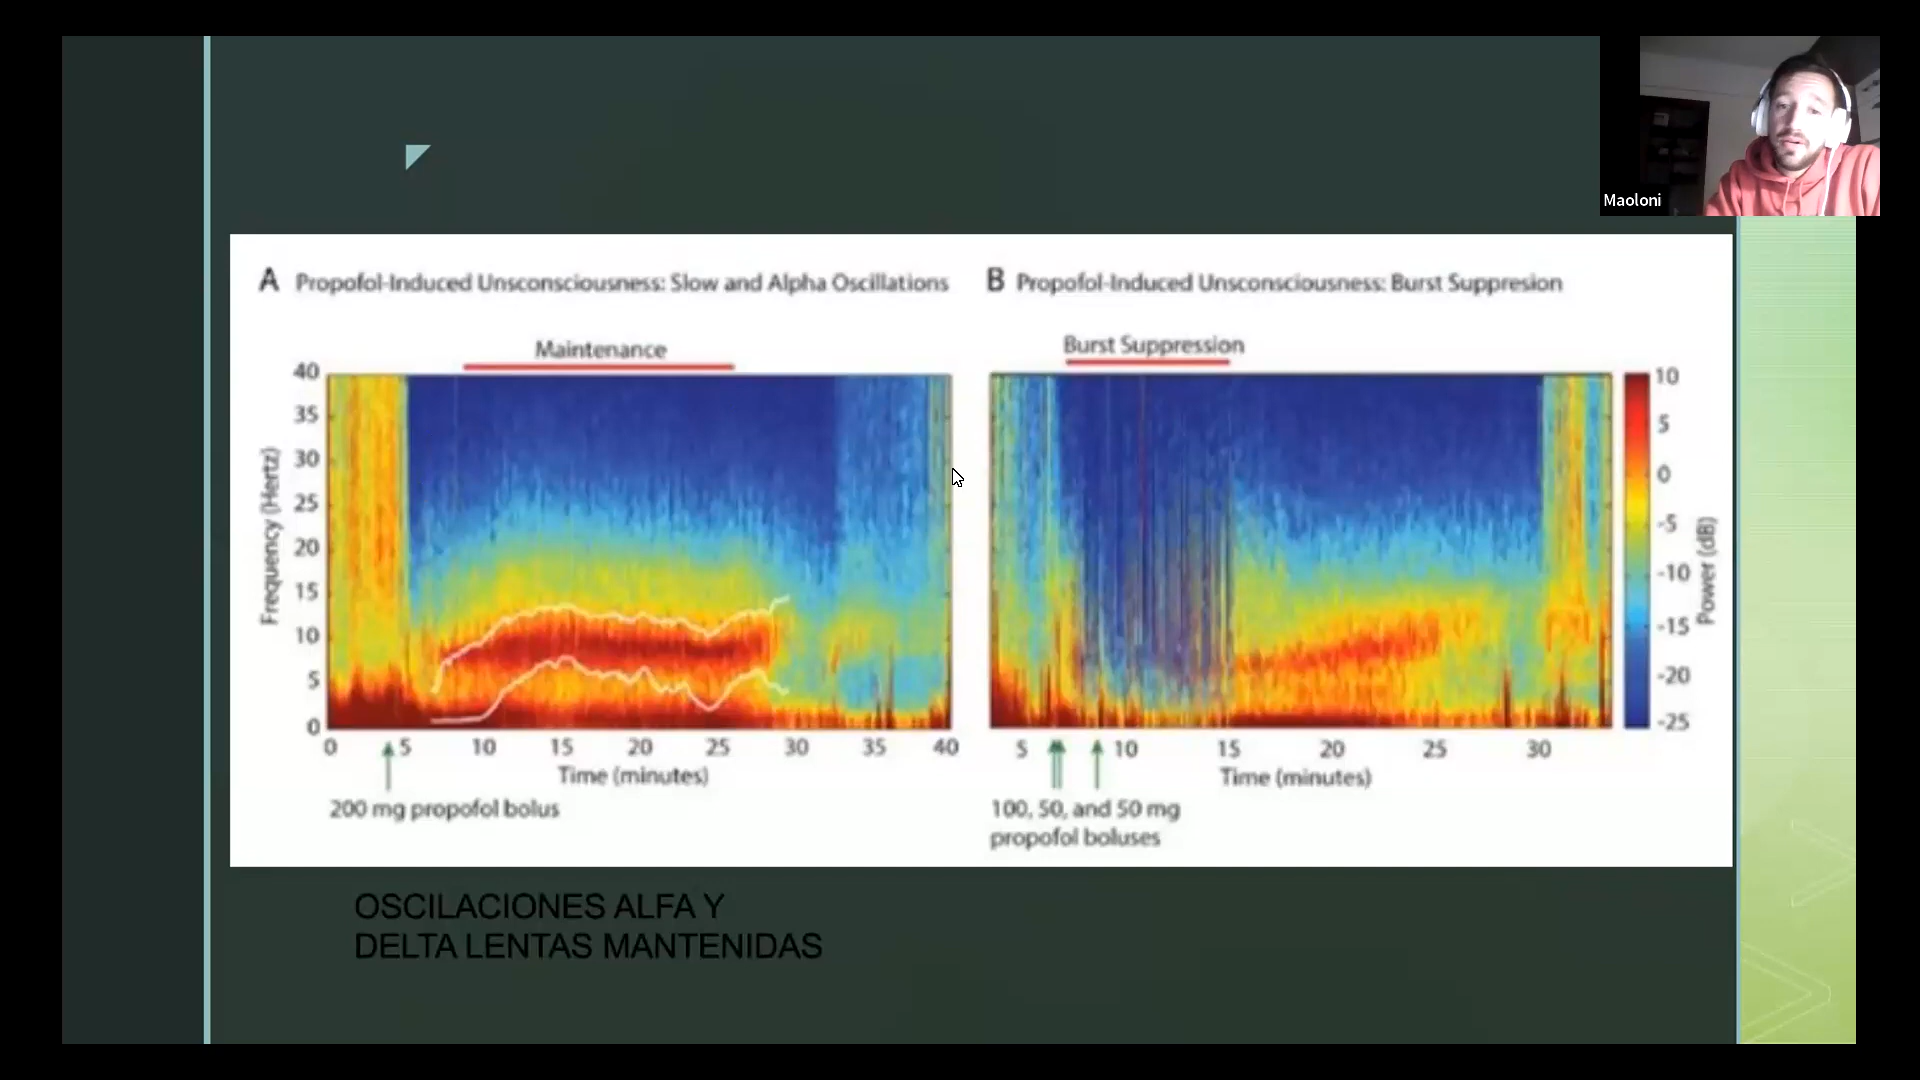 Maoloni
A Propofol-Induced Unsconsciousness: Slow and Alpha Oscillations
Maintenance
40
35
30
25
20
15
10
5
0
Frequency (Hertz)
0 5 10 15 20 25 30 35 40
Time (minutes)
200 mg propofol bolus
B Propofol-Induced Unsconsciousness: Burst Suppresion
Burst Suppression
5 10 15 20 25 30
Time (minutes)
100, 50, and 50 mg
propofol boluses
10
5
0
-5
-10
-15
-20
-25
Power (dB)
OSCILACIONES ALFA Y
DELTA LENTAS MANTENIDAS